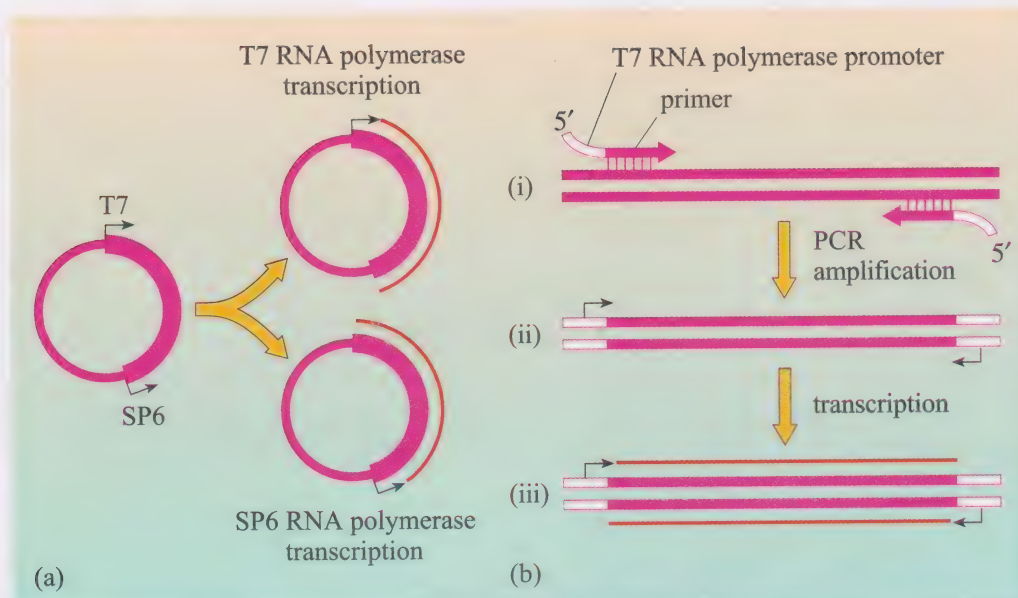 T7 RNA polymerase
transcription
T7
SP6
SP6 RNA polymerase
transcription
(a)
T7 RNA polymerase promoter
primer
5′
(i)
5′
PCR
amplification
(ii)
transcription
(iii)
(b)